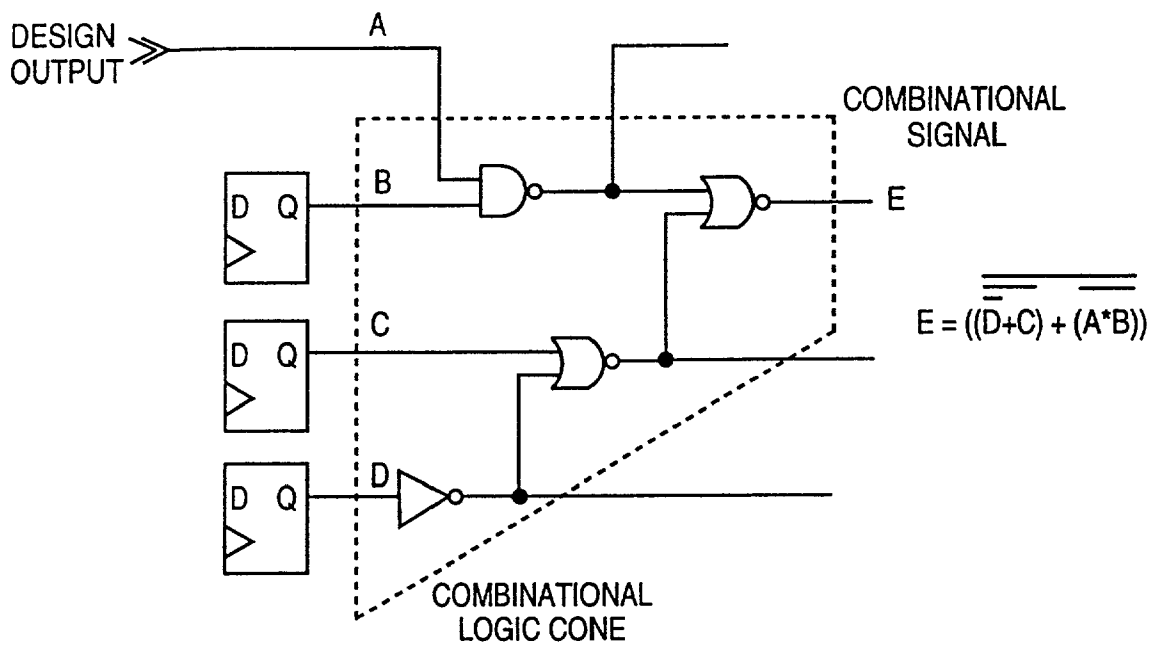 A
DESIGN
OUTPUT
COMBINATIONAL
SIGNAL
B
D Q
E
C
D Q
E = ((D̅+C) + (A*B))
D
D Q
COMBINATIONAL
LOGIC CONE